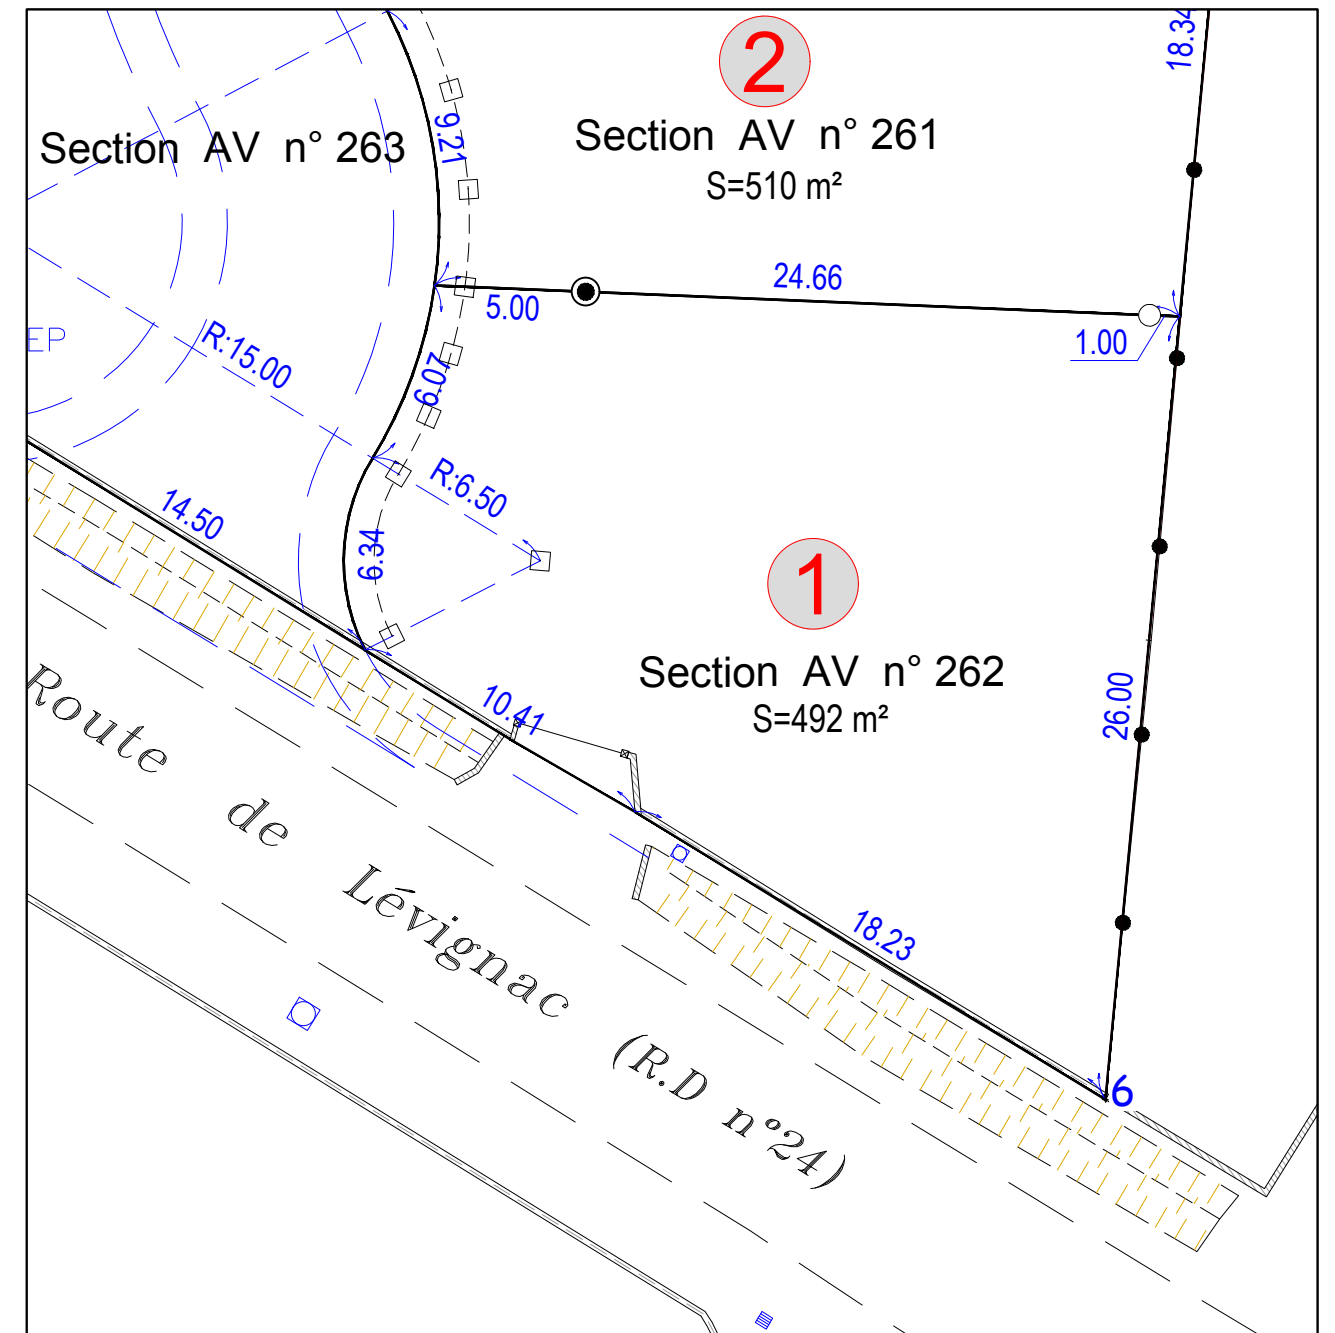 2
18.34
Section AV n° 263
9.21
Section AV n° 261
S=510 m²
24.66
5.00
1.00
EP
R:15.00
6.07
R:6.50
14.50
6.34
1
Section AV n° 262
S=492 m²
10.41
26.00
18.23
6
Route de Lévignac (R.D n°24)